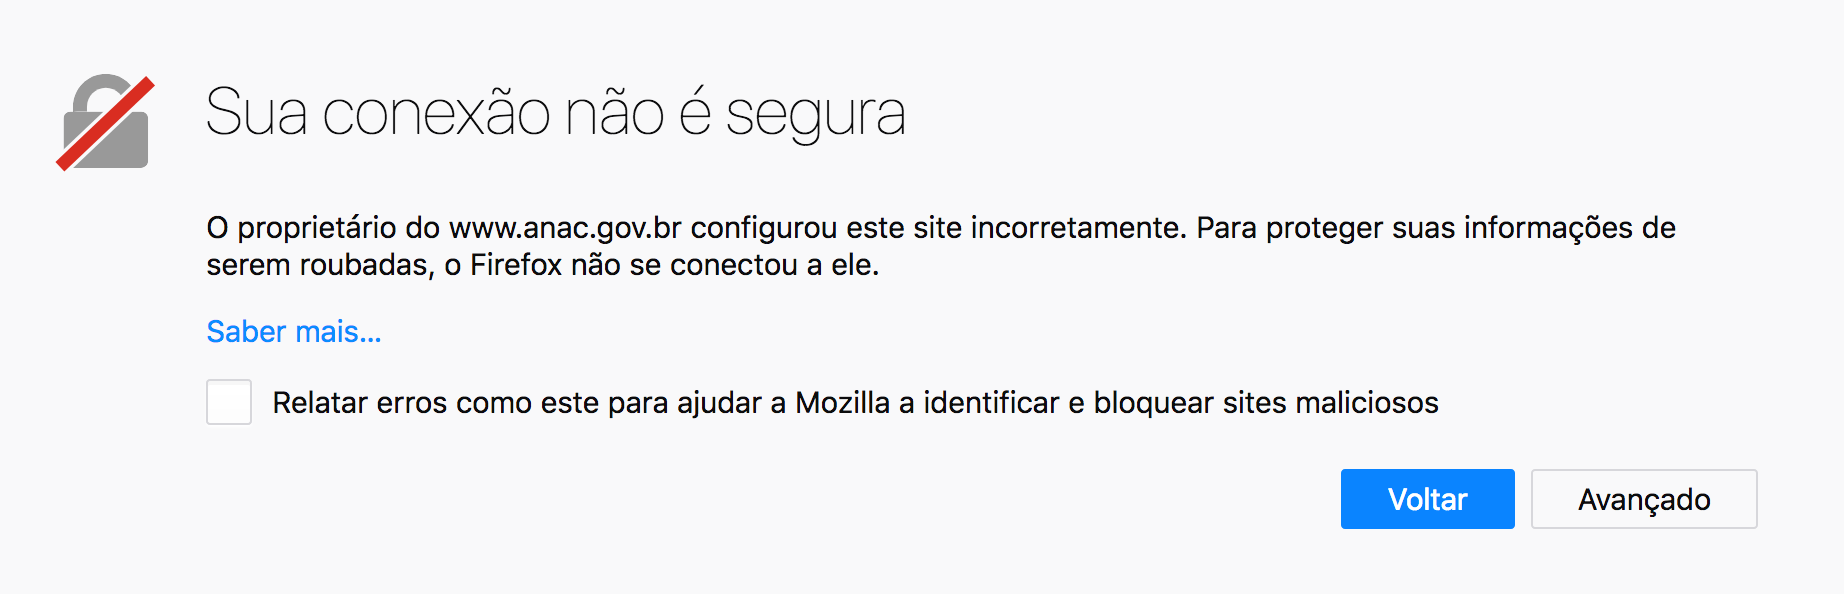 Sua conexão não é segura
O proprietário do www.anac.gov.br configurou este site incorretamente. Para proteger suas informações de
serem roubadas, o Firefox não se conectou a ele.
Saber mais...
Relatar erros como este para ajudar a Mozilla a identificar e bloquear sites maliciosos
Voltar
Avançado